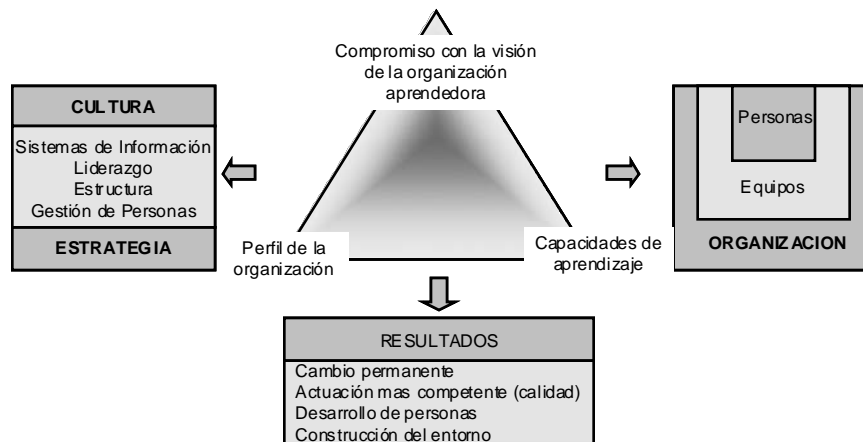 Compromiso con la visión
de la organización
aprendedora
CULTURA
Sistemas de Información
Liderazgo
Estructura
Gestión de Personas
ESTRATEGIA
Personas
Equipos
ORGANIZACION
Perfil de la
organización
Capacidades de
aprendizaje
RESULTADOS
Cambio permanente
Actuación mas competente (calidad)
Desarrollo de personas
Construcción del entorno